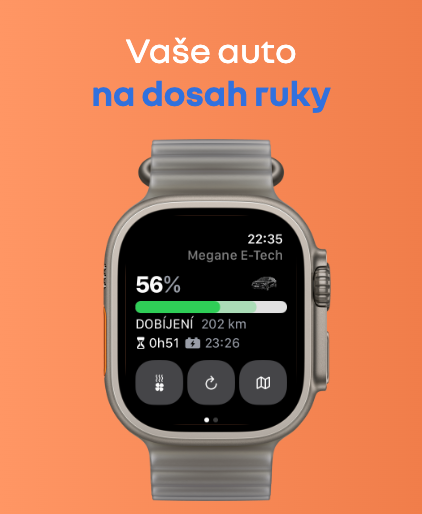 Vaše auto
na dosah ruky
22:35
Megane E-Tech
56%
DOBÍJENÍ 202 km
0h51 23:26